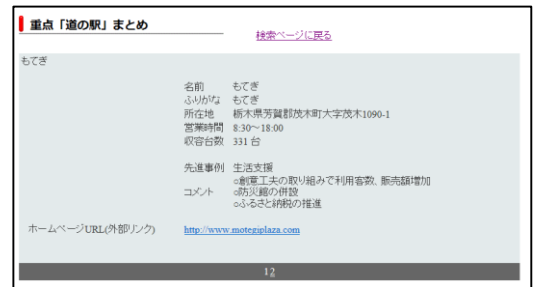 重点「道の駅」まとめ
検索ページに戻る
もてぎ
名前 もてぎ
ふりがな もてぎ
所在地 栃木県芳賀郡茂木町大字茂木1090-1
営業時間 8:30～18:00
収容台数 331 台
先進事例 生活支援
コメント ○創意工夫の取り組みで利用客数、販売額増加
○防災館の併設
○ふるさと納税の推進
ホームページURL(外部リンク) http://www.motegiplaza.com
12